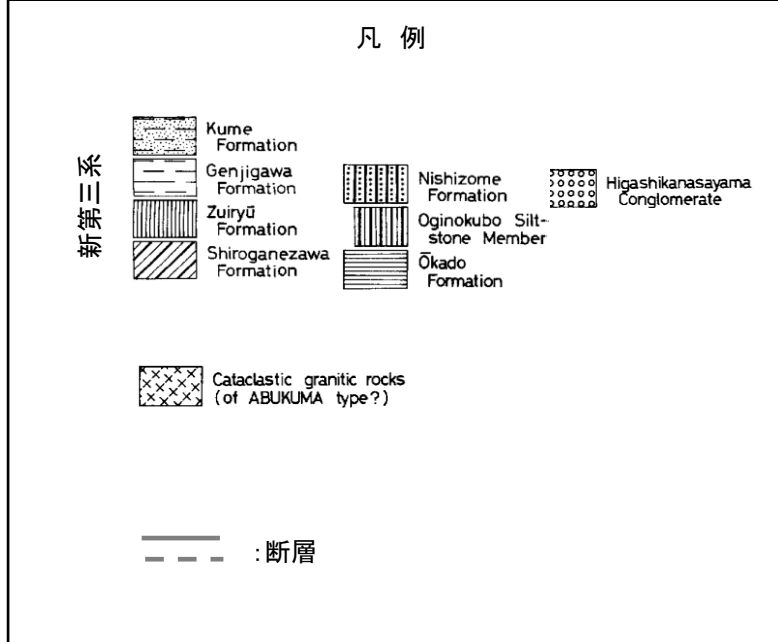 凡 例
新第三系
Kume
Formation
Genjigawa
Formation
Zuiryū
Formation
Shiroganezawa
Formation
Nishizome
Formation
Oginokubo Silt-
stone Member
Ōkado
Formation
Higashikanasayama
Conglomerate
Cataclastic granitic rocks
(of ABUKUMA type?)
:断層